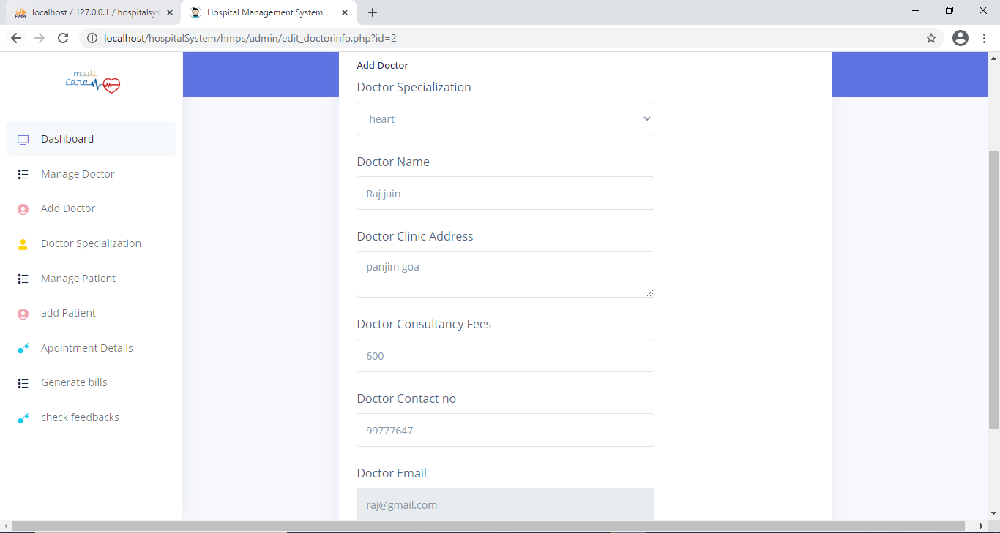 PMA
localhost / 127.0.0.1 / hospitalsys
Hospital Management System
localhost/hospitalSystem/hmps/admin/edit_doctorinfo.php?id=2
medi
care
Dashboard
Manage Doctor
Add Doctor
Doctor Specialization
Manage Patient
add Patient
Apointment Details
Generate bills
check feedbacks
Add Doctor
Doctor Specialization
heart
Doctor Name
Raj jain
Doctor Clinic Address
panjim goa
Doctor Consultancy Fees
600
Doctor Contact no
99777647
Doctor Email
raj@gmail.com